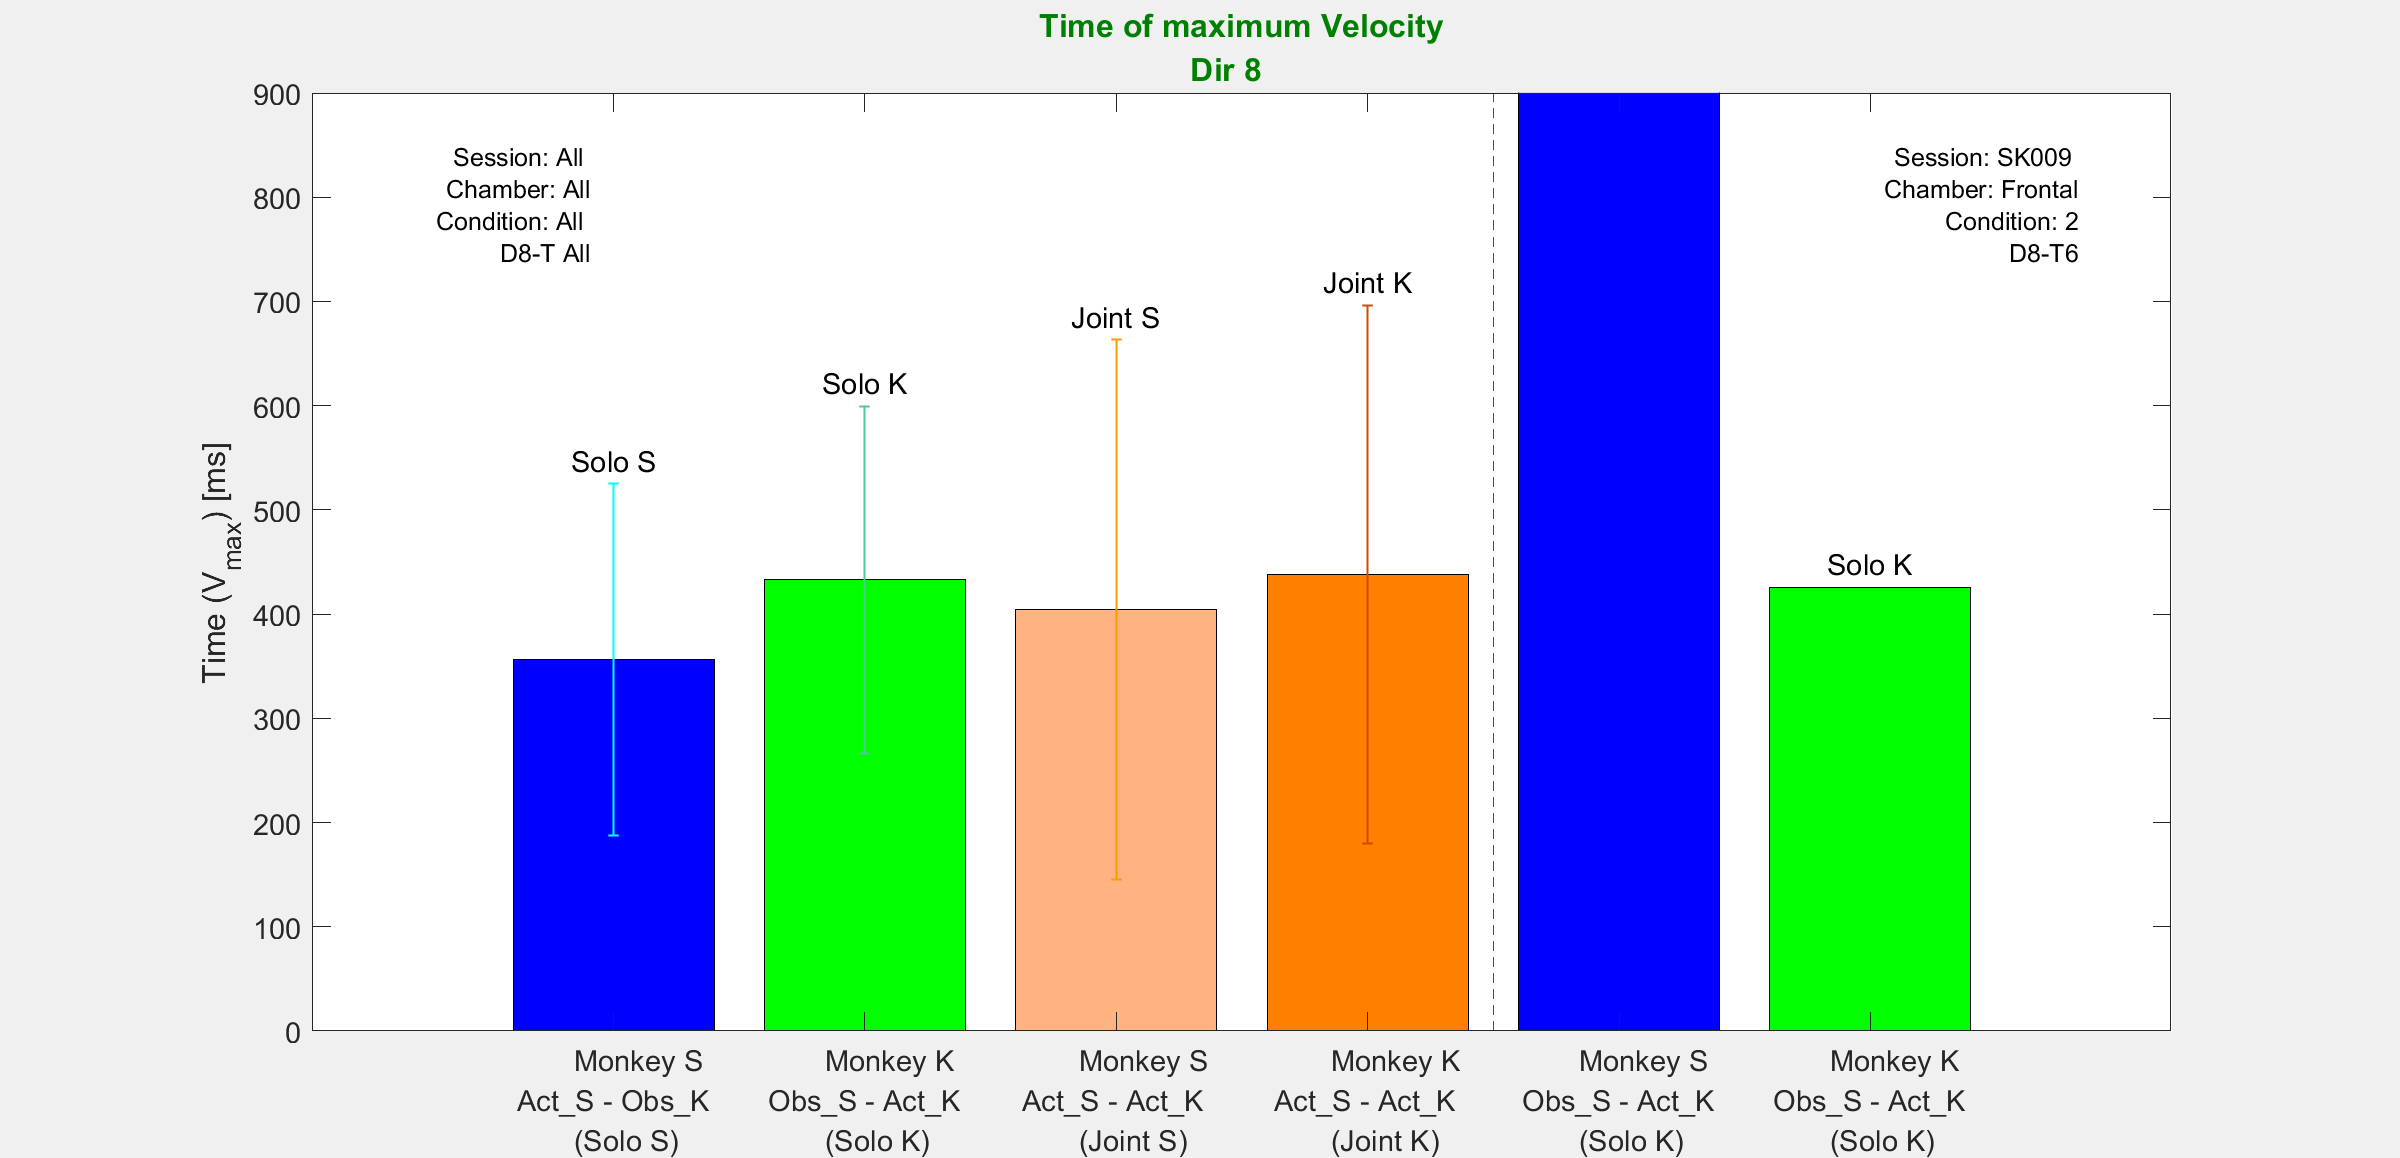 Time of maximum Velocity
Dir 8
900
800
700
600
500
400
300
200
100
0
Time (Vmax) [ms]
Session: All
Chamber: All
Condition: All
D8-T All
Session: SK009
Chamber: Frontal
Condition: 2
D8-T6
Solo S
Solo K
Joint S
Joint K
Solo K
Monkey S
Act_S - Obs_K
(Solo S)
Monkey K
Obs_S - Act_K
(Solo K)
Monkey S
Act_S - Act_K
(Joint S)
Monkey K
Act_S - Act_K
(Joint K)
Monkey S
Obs_S - Act_K
(Solo K)
Monkey K
Obs_S - Act_K
(Solo K)